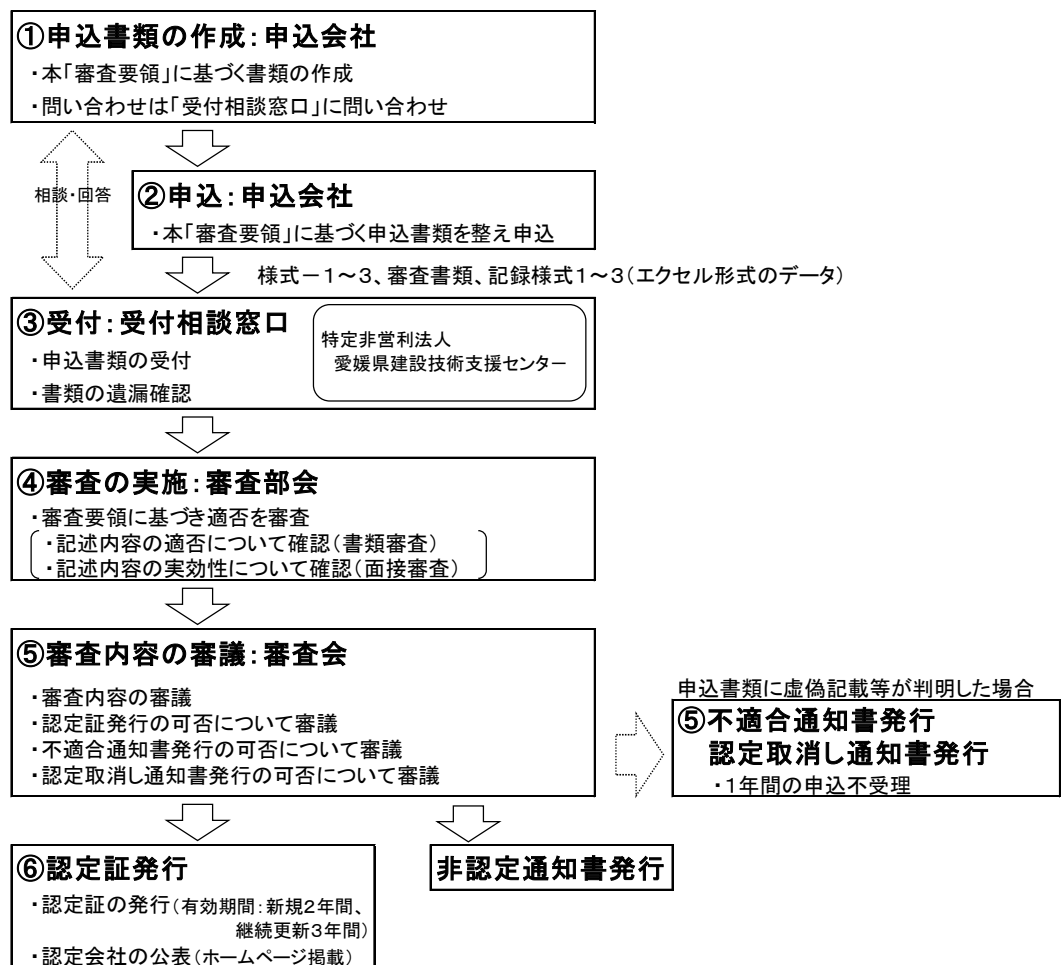 ①申込書類の作成：申込会社
・本「審査要領」に基づく書類の作成
・問い合わせは「受付相談窓口」に問い合わせ
相談・回答
②申込：申込会社
・本「審査要領」に基づく申込書類を整え申込
様式－１～３、審査書類、記録様式１～３（エクセル形式のデータ）
③受付：受付相談窓口
・申込書類の受付
・書類の遺漏確認
特定非営利法人
愛媛県建設技術支援センター
④審査の実施：審査部会
・審査要領に基づき適否を審査
・記述内容の適否について確認（書類審査）
・記述内容の実効性について確認（面接審査）
⑤審査内容の審議：審査会
・審査内容の審議
・認定証発行の可否について審議
・不適合通知書発行の可否について審議
・認定取消し通知書発行の可否について審議
申込書類に虚偽記載等が判明した場合
⑤不適合通知書発行
認定取消し通知書発行
・１年間の申込不受理
⑥認定証発行
・認定証の発行（有効期間：新規２年間、
継続更新３年間）
・認定会社の公表（ホームページ掲載）
非認定通知書発行